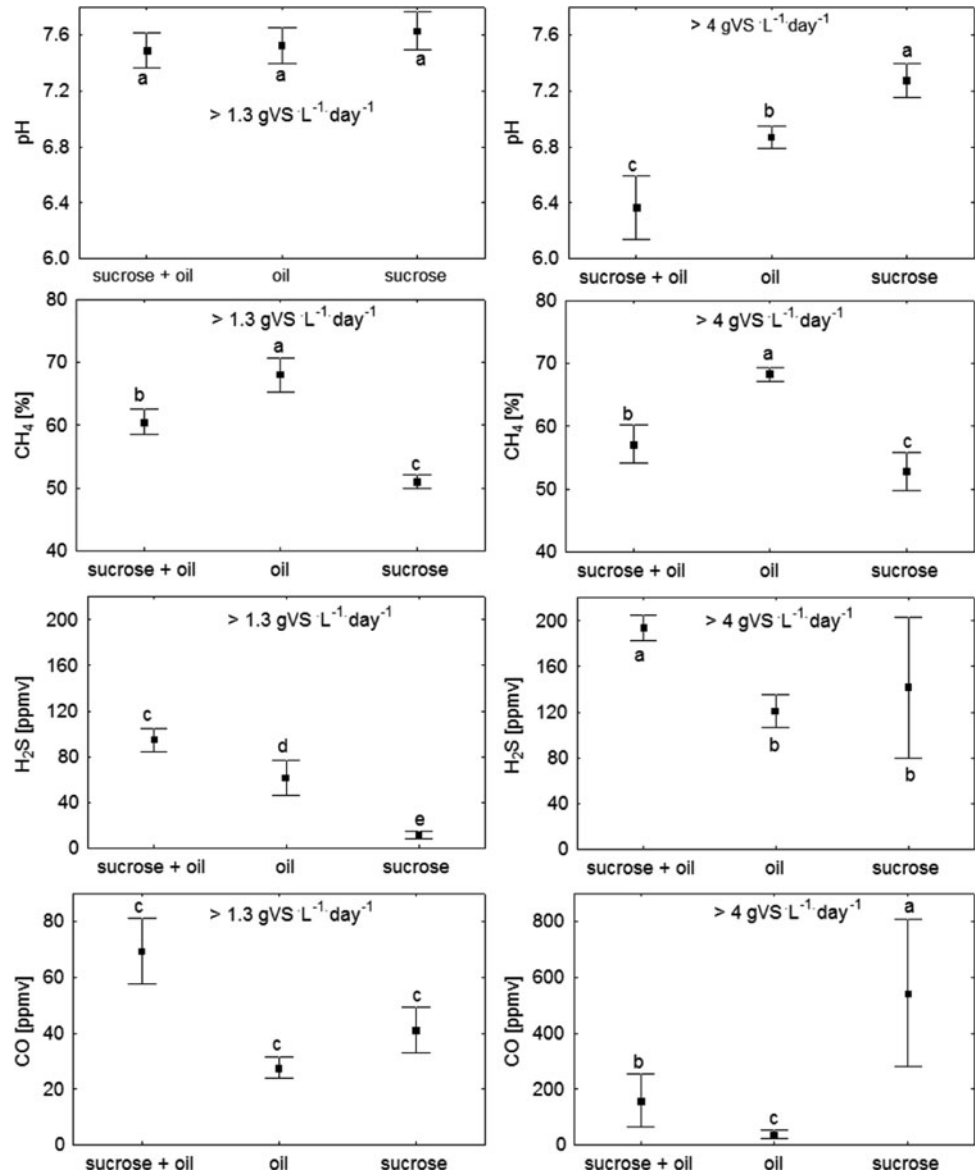 pH
7.6
7.2
6.8
6.4
6.0
a
a
a
> 1.3 gVS·L⁻¹·day⁻¹
sucrose + oil
oil
sucrose
pH
7.6
7.2
6.8
6.4
6.0
> 4 gVS·L⁻¹·day⁻¹
c
b
a
sucrose + oil
oil
sucrose
CH₄ [%]
80
70
60
50
40
> 1.3 gVS·L⁻¹·day⁻¹
b
a
c
sucrose + oil
oil
sucrose
CH₄ [%]
80
70
60
50
40
> 4 gVS·L⁻¹·day⁻¹
b
a
c
sucrose + oil
oil
sucrose
H₂S [ppmv]
200
160
120
80
40
0
> 1.3 gVS·L⁻¹·day⁻¹
c
d
e
sucrose + oil
oil
sucrose
H₂S [ppmv]
200
160
120
80
40
0
> 4 gVS·L⁻¹·day⁻¹
a
b
b
sucrose + oil
oil
sucrose
CO [ppmv]
80
60
40
20
0
> 1.3 gVS·L⁻¹·day⁻¹
c
c
c
sucrose + oil
oil
sucrose
CO [ppmv]
800
600
400
200
0
> 4 gVS·L⁻¹·day⁻¹
b
c
a
sucrose + oil
oil
sucrose